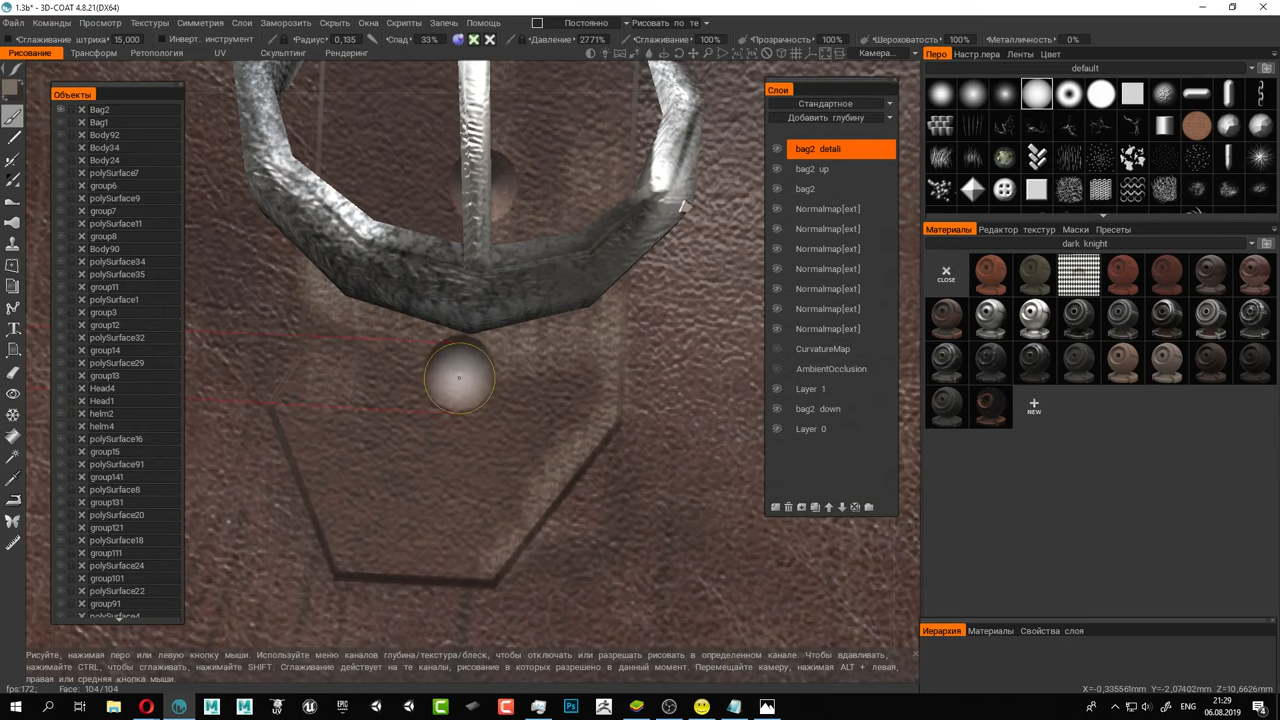 1.3b* - 3D-COAT 4.8.21(DX64)
Файл Команды Просмотр Текстуры Симметрия Слои Заморозить Скрыть Окна Скрипты Запечь Помощь Постоянно Рисовать по те
Сглаживание штриха 15,000 Инверт. инструмент Радиус 0,135 Спад 33% Давление 2771% Сглаживание 100% Прозрачность 100% Шероховатость 100% Металличность 0%
Рисование Трансформ Ретопология UV Скульптинг Рендеринг Камера... Перо Настр.пера Ленты Цвет
default
Объекты
Bag2
Bag1
Body92
Body34
Body24
polySurface7
group6
polySurface9
group7
polySurface11
group8
Body90
polySurface34
polySurface35
group11
polySurface1
group3
group12
polySurface32
group14
polySurface29
group13
Head4
Head1
helm2
helm4
polySurface16
group15
polySurface91
group141
polySurface8
group131
polySurface20
group121
polySurface18
group111
polySurface24
group101
polySurface22
group91
polySurface4
Слои
Стандартное
Добавить глубину
bag2 detali
bag2 up
bag2
Normalmap[ext]
Normalmap[ext]
Normalmap[ext]
Normalmap[ext]
Normalmap[ext]
Normalmap[ext]
Normalmap[ext]
CurvatureMap
AmbientOcclusion
Layer 1
bag2 down
Layer 0
Материалы Редактор текстур Маски Пресеты
dark knight
CLOSE
NEW
Иерархия Материалы Свойства слоя
Рисуйте, нажимая перо или левую кнопку мыши. Используйте меню каналов глубина/текстура/блеск, чтобы отключать или разрешать рисовать в определенном канале. Чтобы вдавливать,
нажимайте CTRL, чтобы сглаживать, нажимайте SHIFT. Сглаживание действует на те каналы, рисование в которых разрешено в данный момент. Перемещайте камеру, нажимая ALT + левая,
правая или средняя кнопка мыши.
fps:172; Face: 104/104 X=-0,335561mm Y=-2,07402mm Z=10,6626mm
UV EPIC Ps ENG 21:29
06.08.2019